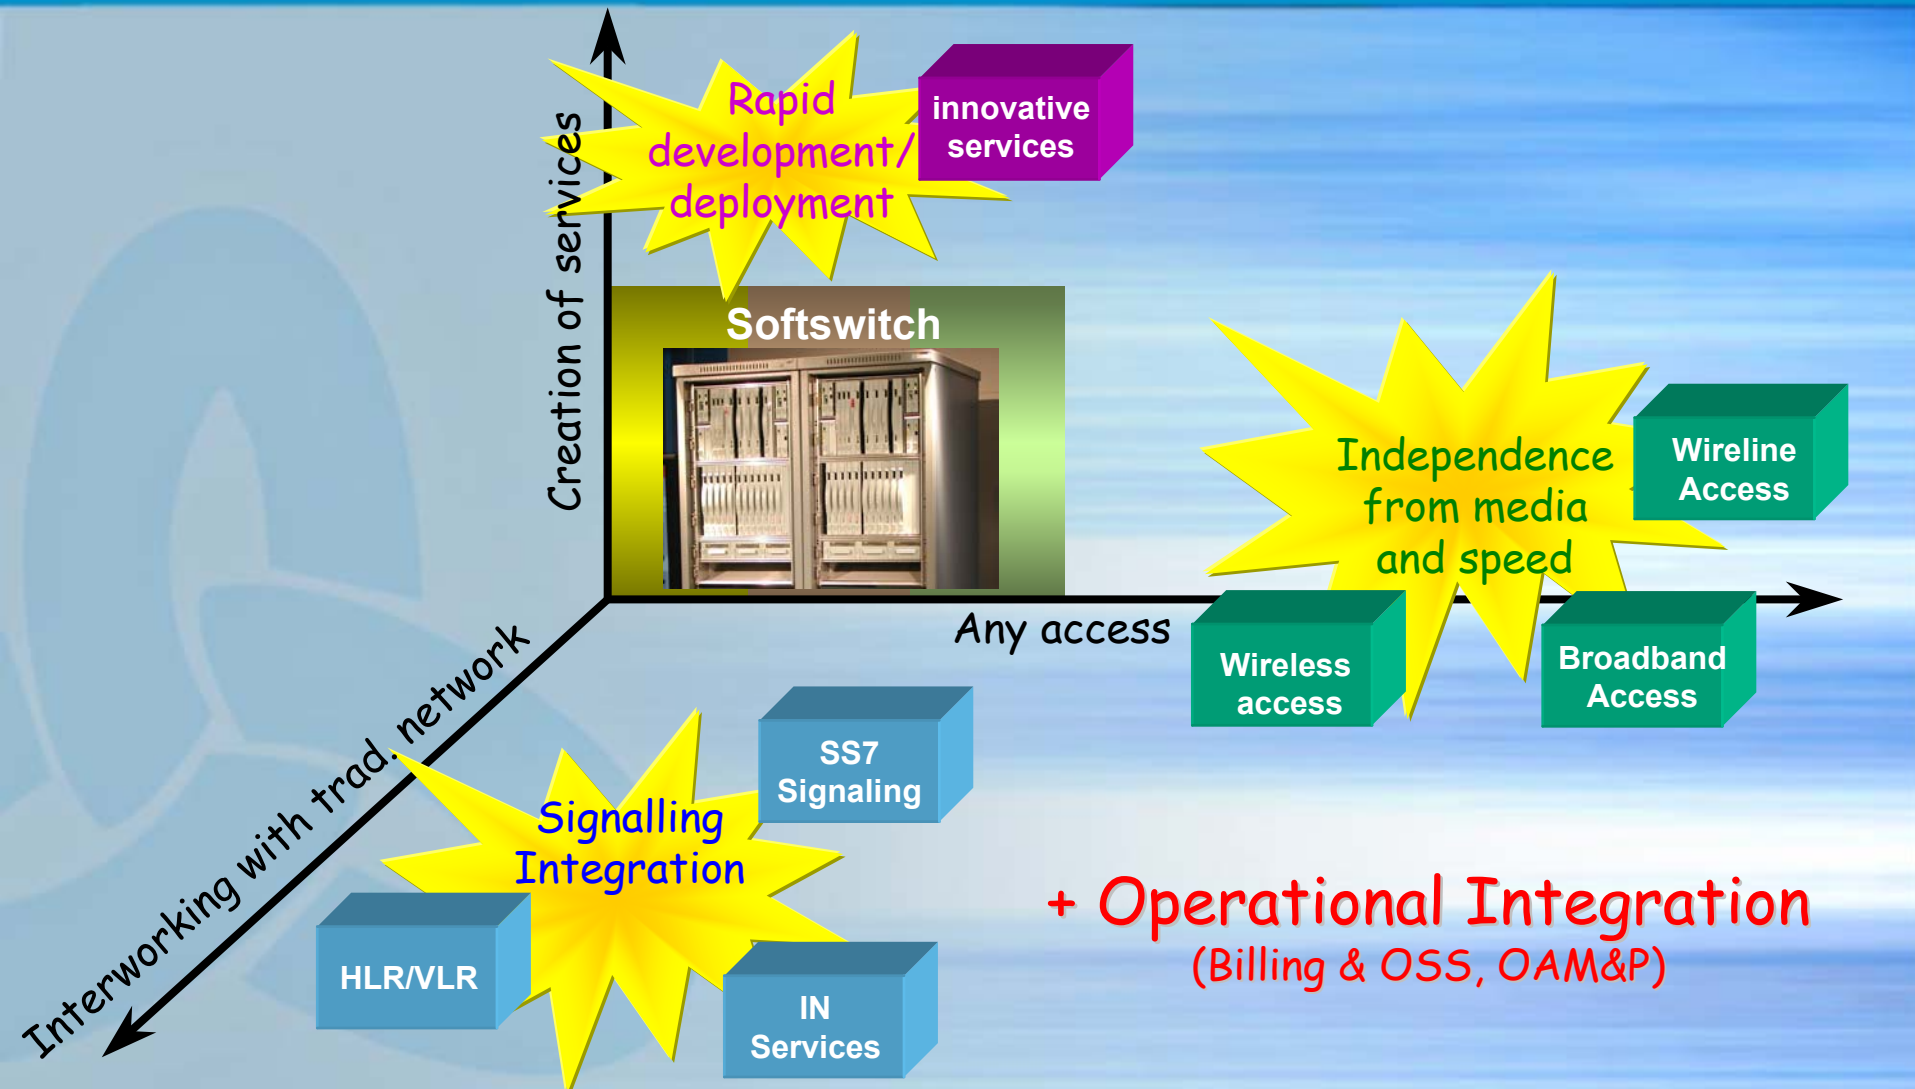 Rapid
development/
deployment
innovative
services
Creation of services
Softswitch
Independence
from media
and speed
Wireline
Access
Any access
Wireless
access
Broadband
Access
Interworking with trad. network
SS7
Signaling
Signalling
Integration
HLR/VLR
IN
Services
+ Operational Integration
(Billing & OSS, OAM&P)